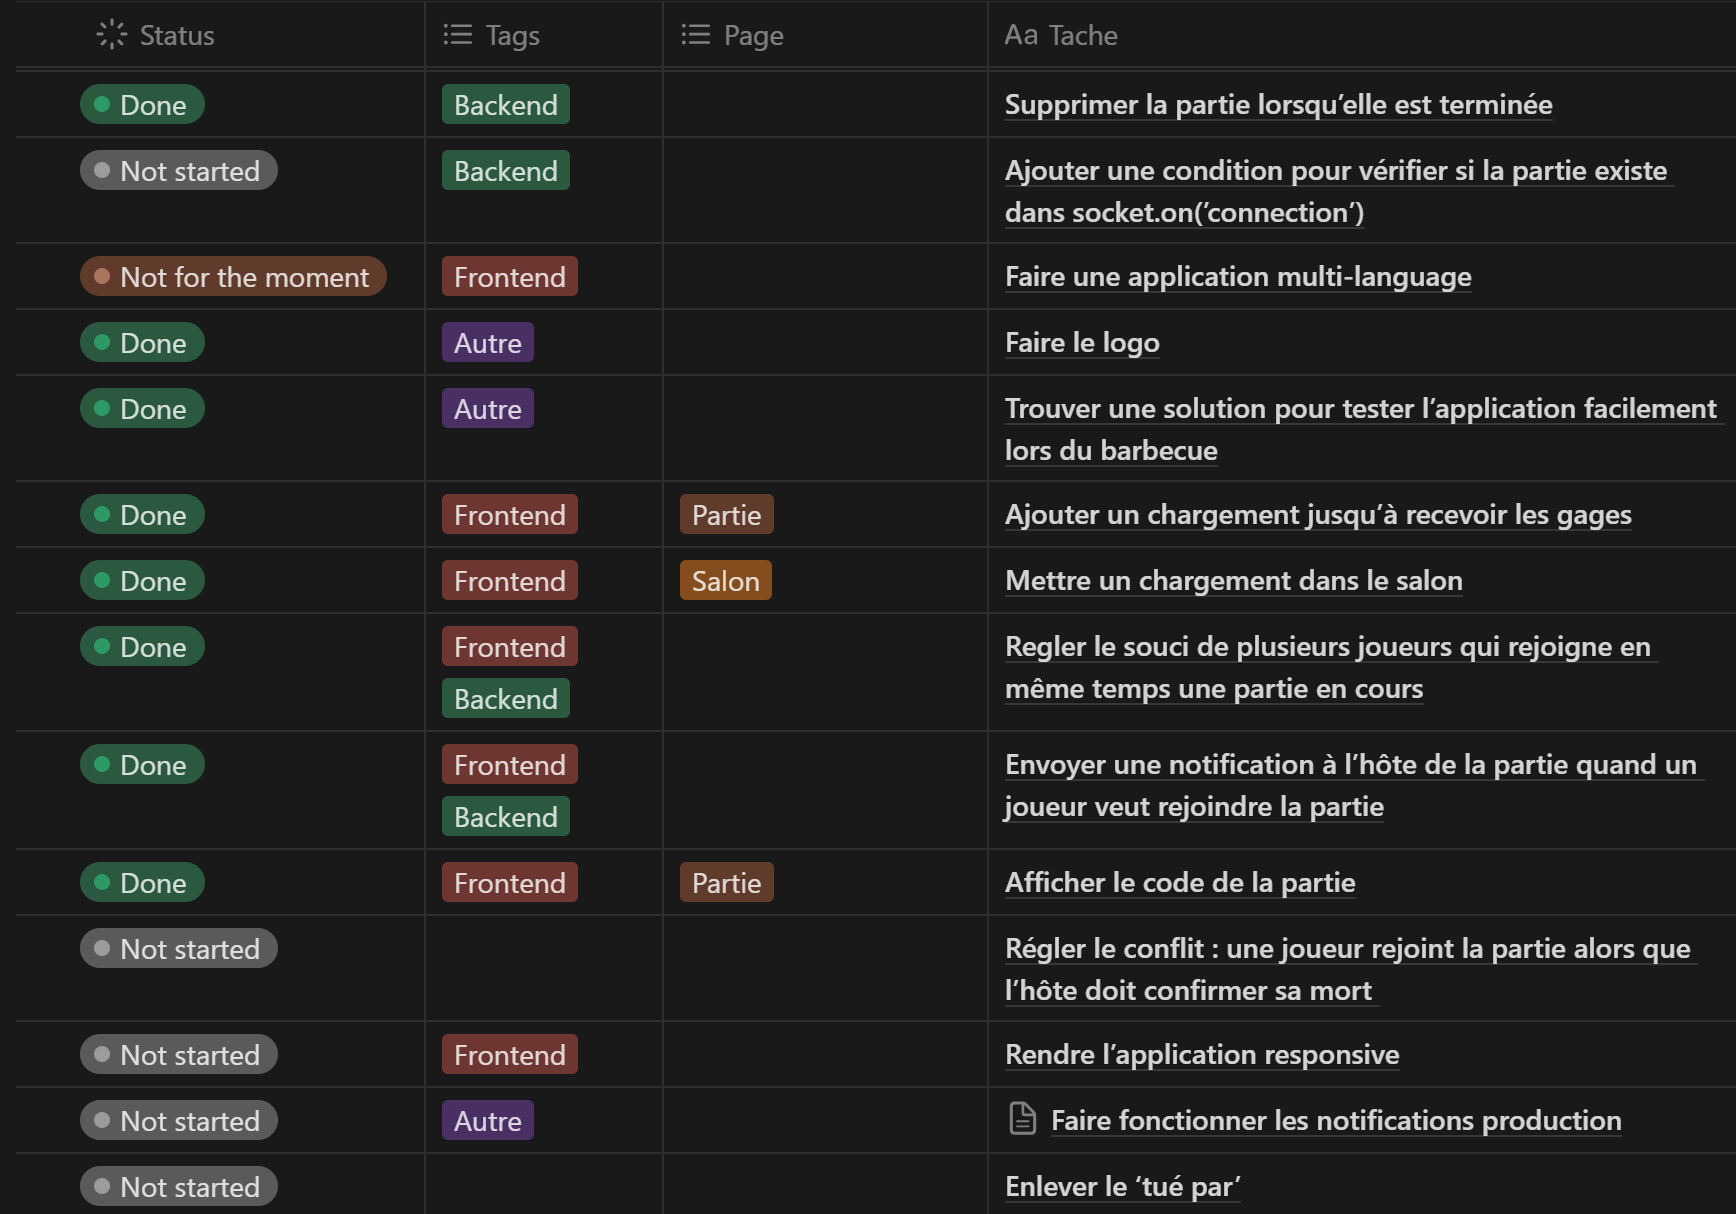 Status Tags Page Aa Tache
Done Backend Supprimer la partie lorsqu’elle est terminée
Not started Backend Ajouter une condition pour vérifier si la partie existe
dans socket.on(’connection’)
Not for the moment Frontend Faire une application multi-language
Done Autre Faire le logo
Done Autre Trouver une solution pour tester l’application facilement
lors du barbecue
Done Frontend Partie Ajouter un chargement jusqu’à recevoir les gages
Done Frontend Salon Mettre un chargement dans le salon
Done Frontend Regler le souci de plusieurs joueurs qui rejoigne en
Backend même temps une partie en cours
Done Frontend Envoyer une notification à l’hôte de la partie quand un
Backend joueur veut rejoindre la partie
Done Frontend Partie Afficher le code de la partie
Not started Régler le conflit : une joueur rejoint la partie alors que
l’hôte doit confirmer sa mort
Not started Frontend Rendre l’application responsive
Not started Autre Faire fonctionner les notifications production
Not started Enlever le ‘tué par’